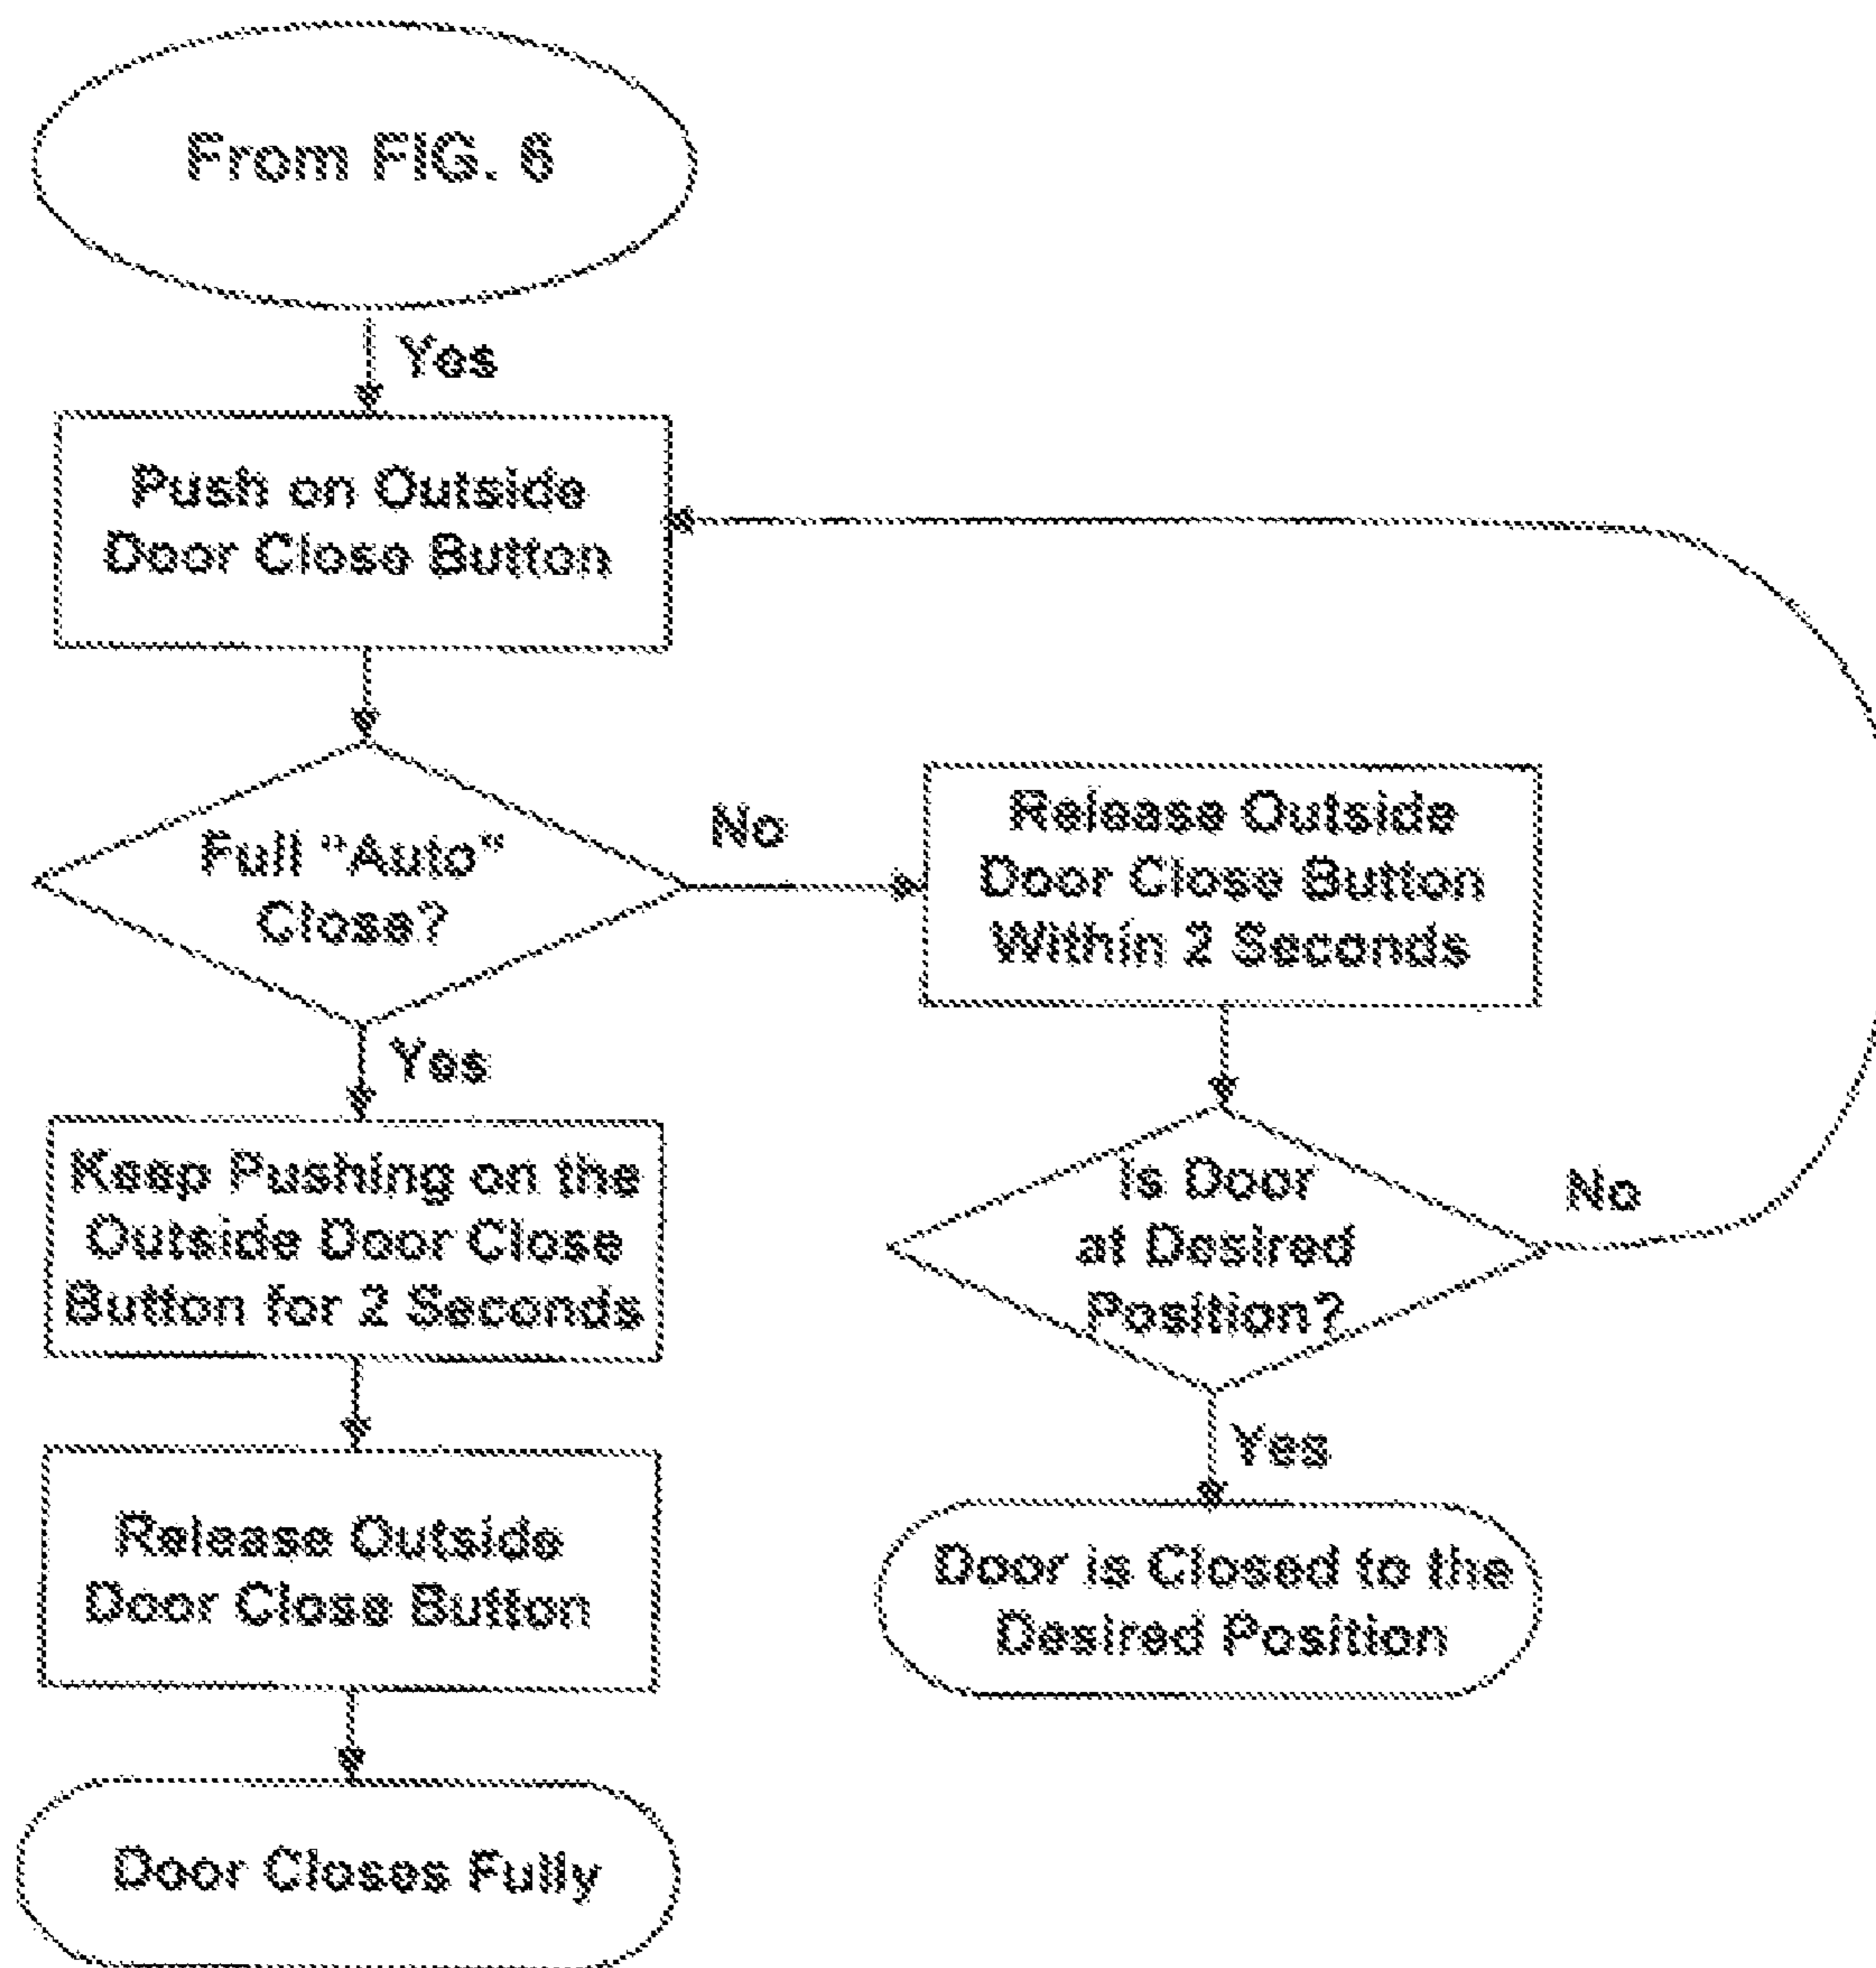 From FIG. 6
Yes
Push on Outside
Door Close Button
Full "Auto"
Close?
No
Release Outside
Door Close Button
Within 2 Seconds
Yes
Keep Pushing on the
Outside Door Close
Button for 2 Seconds
Is Door
at Desired
Position?
No
Yes
Release Outside
Door Close Button
Door is Closed to the
Desired Position
Door Closes Fully